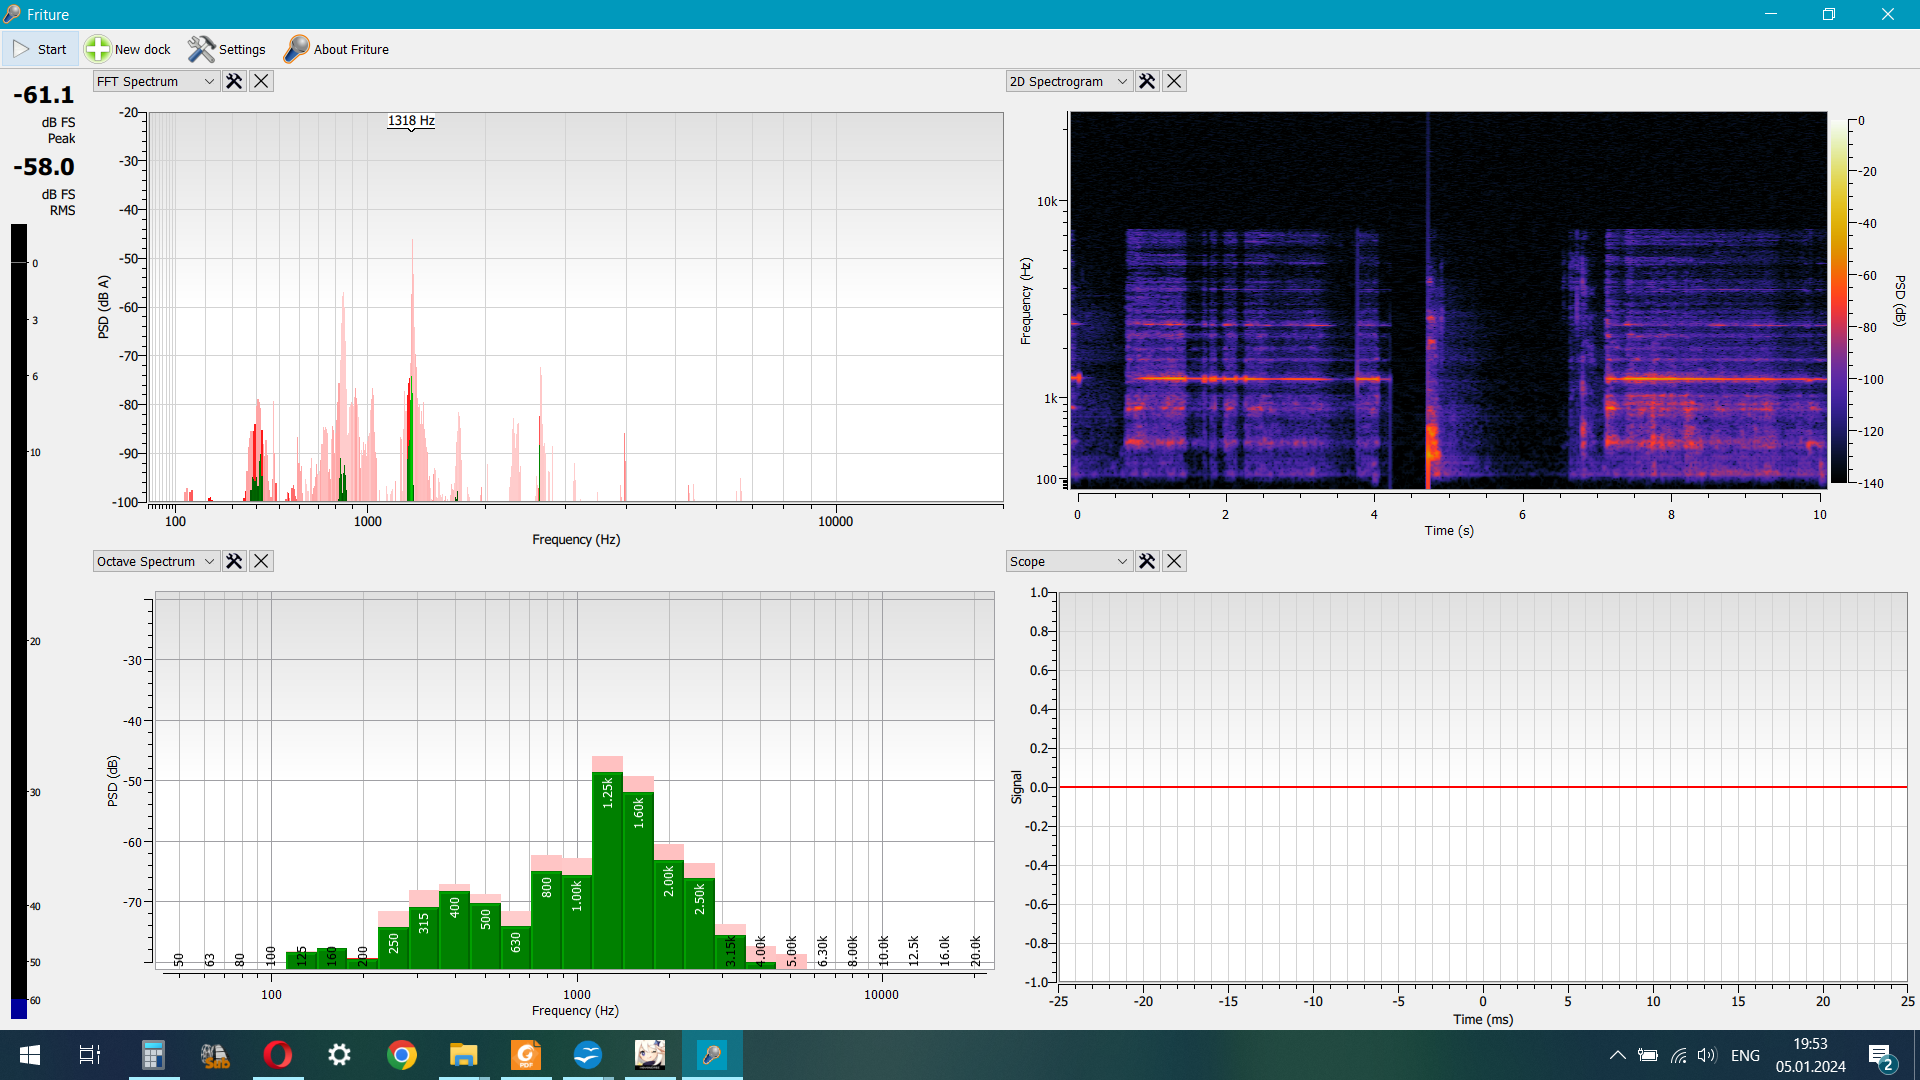 Friture
Start
New dock
Settings
About Friture
-61.1
dB FS
Peak
-58.0
dB FS
RMS
0
3
6
10
20
30
40
50
60
FFT Spectrum
1318 Hz
-20
-30
-40
-50
-60
-70
-80
-90
-100
PSD (dB A)
100
1000
10000
Frequency (Hz)
2D Spectrogram
10k
1k
100
Frequency (Hz)
0
2
4
6
8
10
Time (s)
0
-20
-40
-60
-80
-100
-120
-140
PSD (dB)
Octave Spectrum
-30
-40
-50
-60
-70
PSD (dB)
50
63
80
100
125
160
200
250
315
400
500
630
800
1.00k
1.25k
1.60k
2.00k
2.50k
3.15k
4.00k
5.00k
6.30k
8.00k
10.0k
12.5k
16.0k
20.0k
100
1000
10000
Frequency (Hz)
Scope
1.0
0.8
0.6
0.4
0.2
0.0
-0.2
-0.4
-0.6
-0.8
-1.0
Signal
-25
-20
-15
-10
-5
0
5
10
15
20
25
Time (ms)
PDF
ENG
19:53
05.01.2024
2